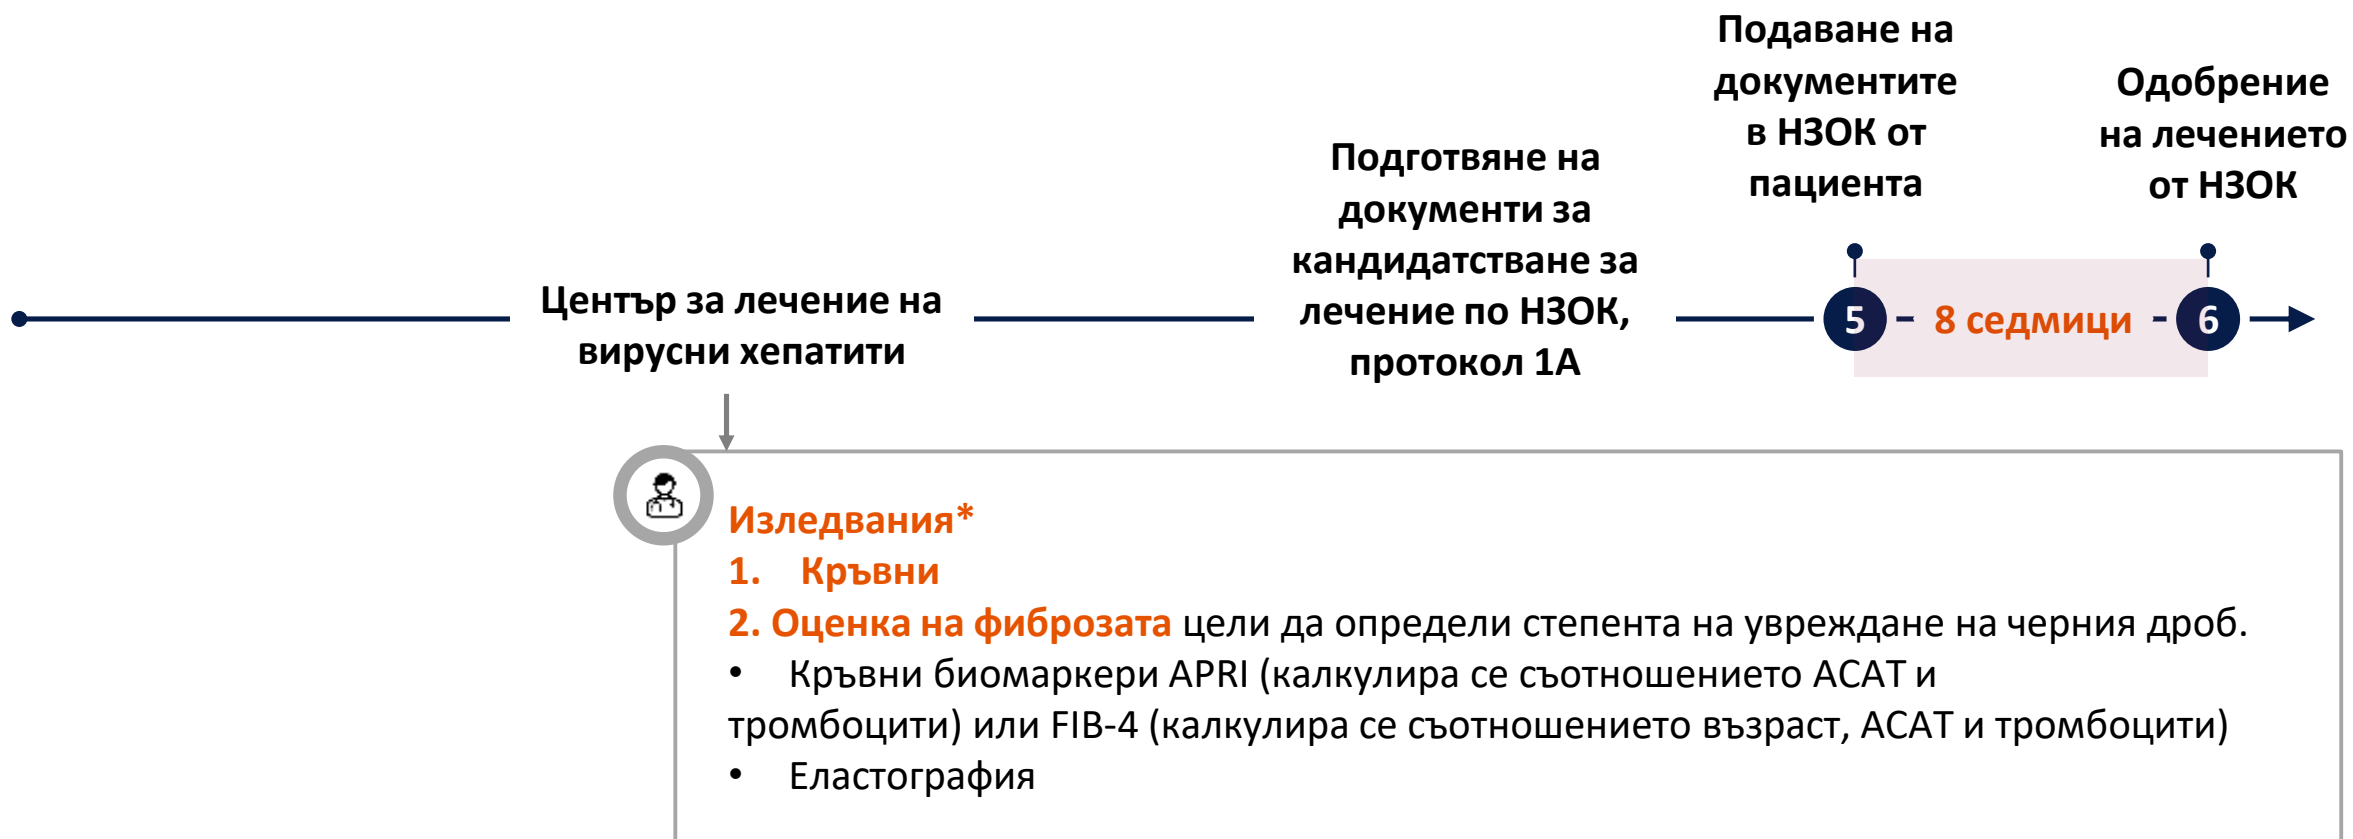 Център за лечение на
вирусни хепатити
Подготвяне на
документи за
кандидатстване за
лечение по НЗОК,
протокол 1А
Подаване на
документите
в НЗОК от
пациента
Одобрение
на лечението
от НЗОК
5
8 седмици
6
Изледвания*
1. Кръвни
2. Оценка на фиброзата цели да определи степента на увреждане на черния дроб.
• Кръвни биомаркери APRI (калкулира се съотношението АСАТ и
тромбоцити) или FIB-4 (калкулира се съотношението възраст, АСАТ и тромбоцити)
• Еластография